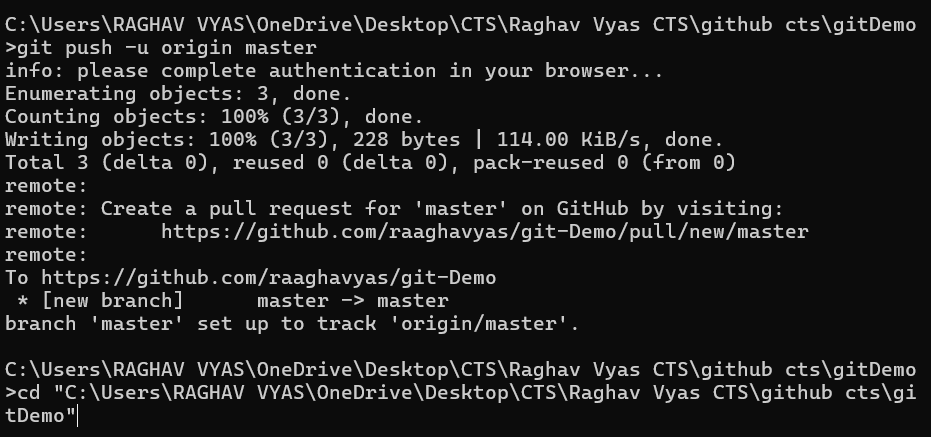 C:\Users\RAGHAV VYAS\OneDrive\Desktop\CTS\Raghav Vyas CTS\github cts\gitDemo
>git push -u origin master
info: please complete authentication in your browser...
Enumerating objects: 3, done.
Counting objects: 100% (3/3), done.
Writing objects: 100% (3/3), 228 bytes | 114.00 KiB/s, done.
Total 3 (delta 0), reused 0 (delta 0), pack-reused 0 (from 0)
remote:
remote: Create a pull request for 'master' on GitHub by visiting:
remote:      https://github.com/raaghavyas/git-Demo/pull/new/master
remote:
To https://github.com/raaghavyas/git-Demo
 * [new branch]      master -> master
branch 'master' set up to track 'origin/master'.

C:\Users\RAGHAV VYAS\OneDrive\Desktop\CTS\Raghav Vyas CTS\github cts\gitDemo
>cd "C:\Users\RAGHAV VYAS\OneDrive\Desktop\CTS\Raghav Vyas CTS\github cts\gi
tDemo"